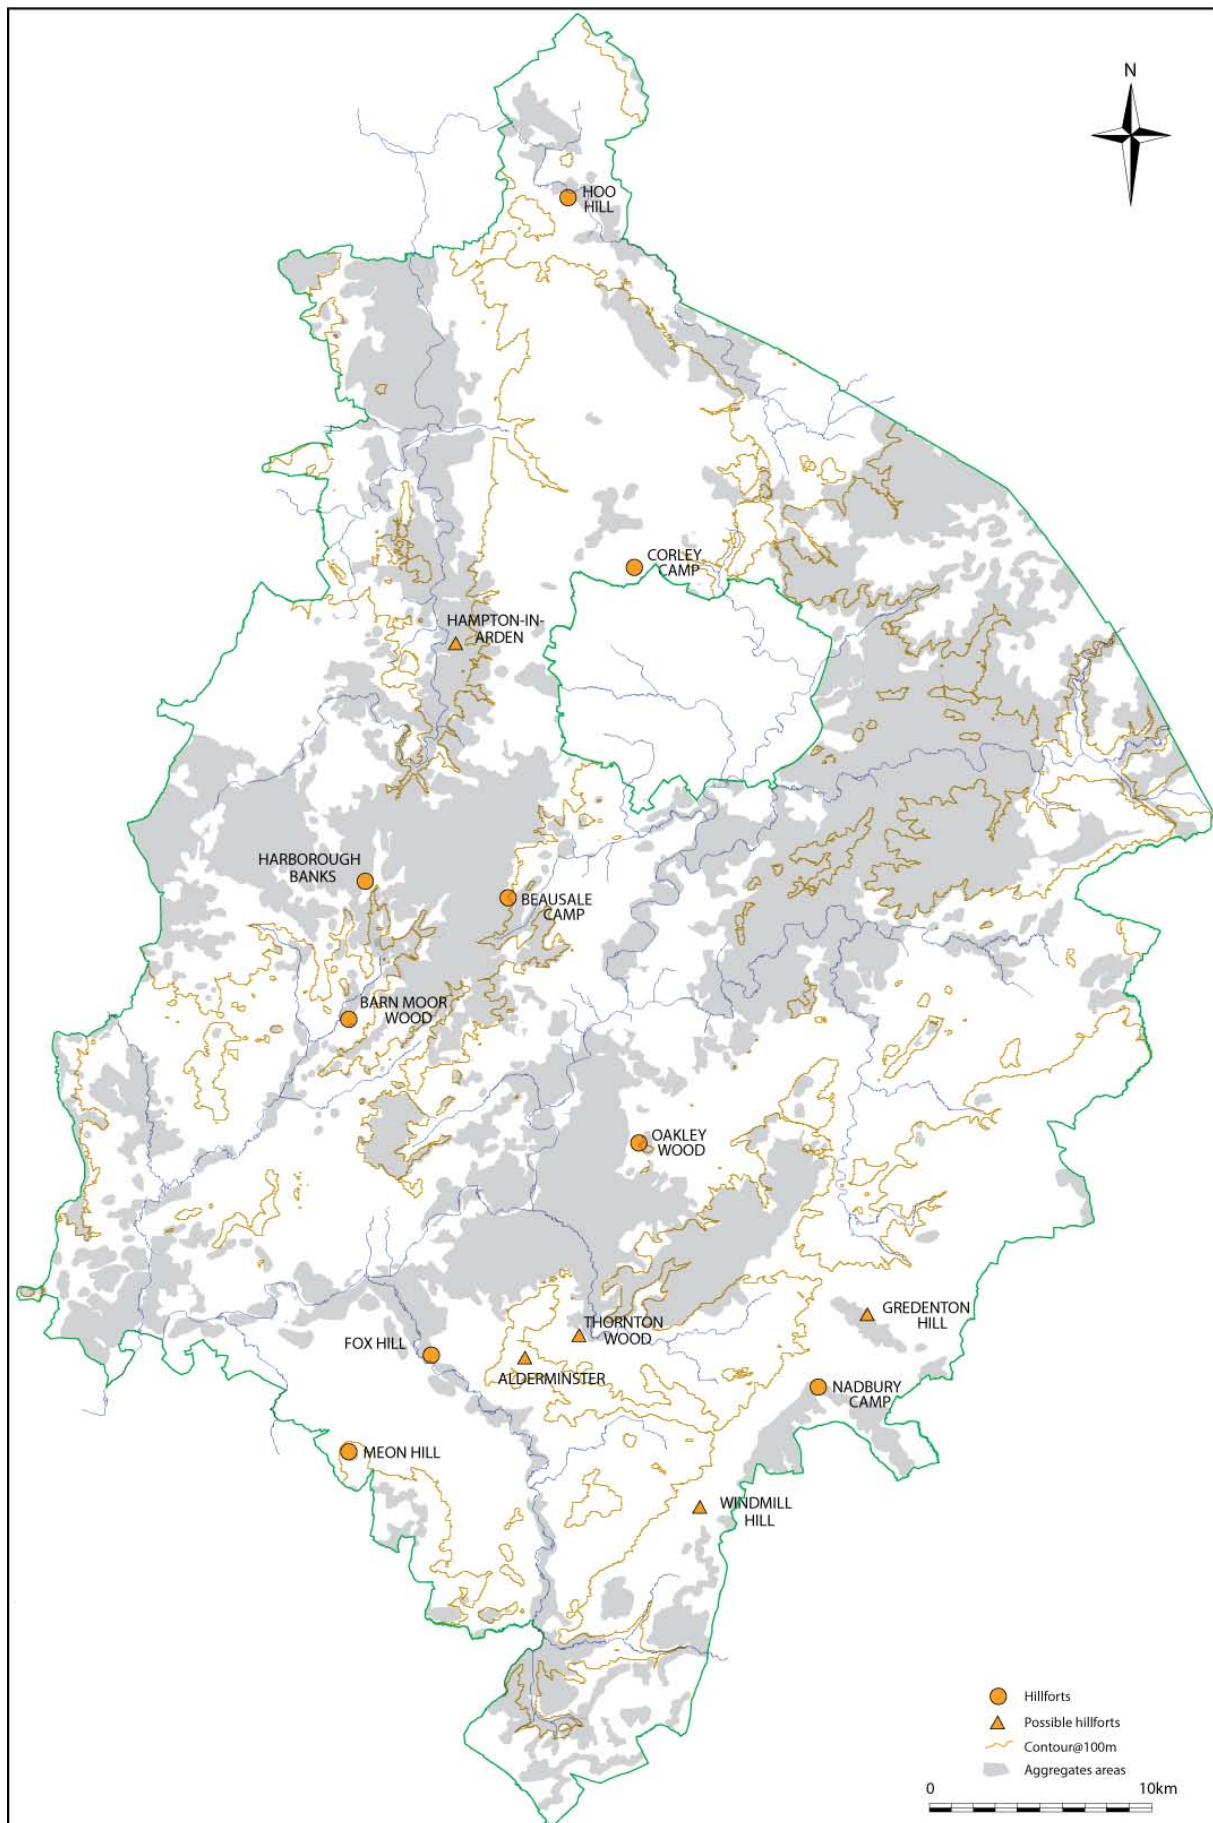 N
HOO
HILL
CORLEY
CAMP
HAMPTON-IN-
ARDEN
HARBOROUGH
BANKS
BEAUSALE
CAMP
BARN MOOR
WOOD
OAKLEY
WOOD
GREDENTON
HILL
THORNTON
WOOD
FOX HILL
ALDERMINSTER
NADBURY
CAMP
MEON HILL
WINDMILL
HILL
Hillforts
Possible hillforts
Contour@100m
Aggregates areas
0 10km